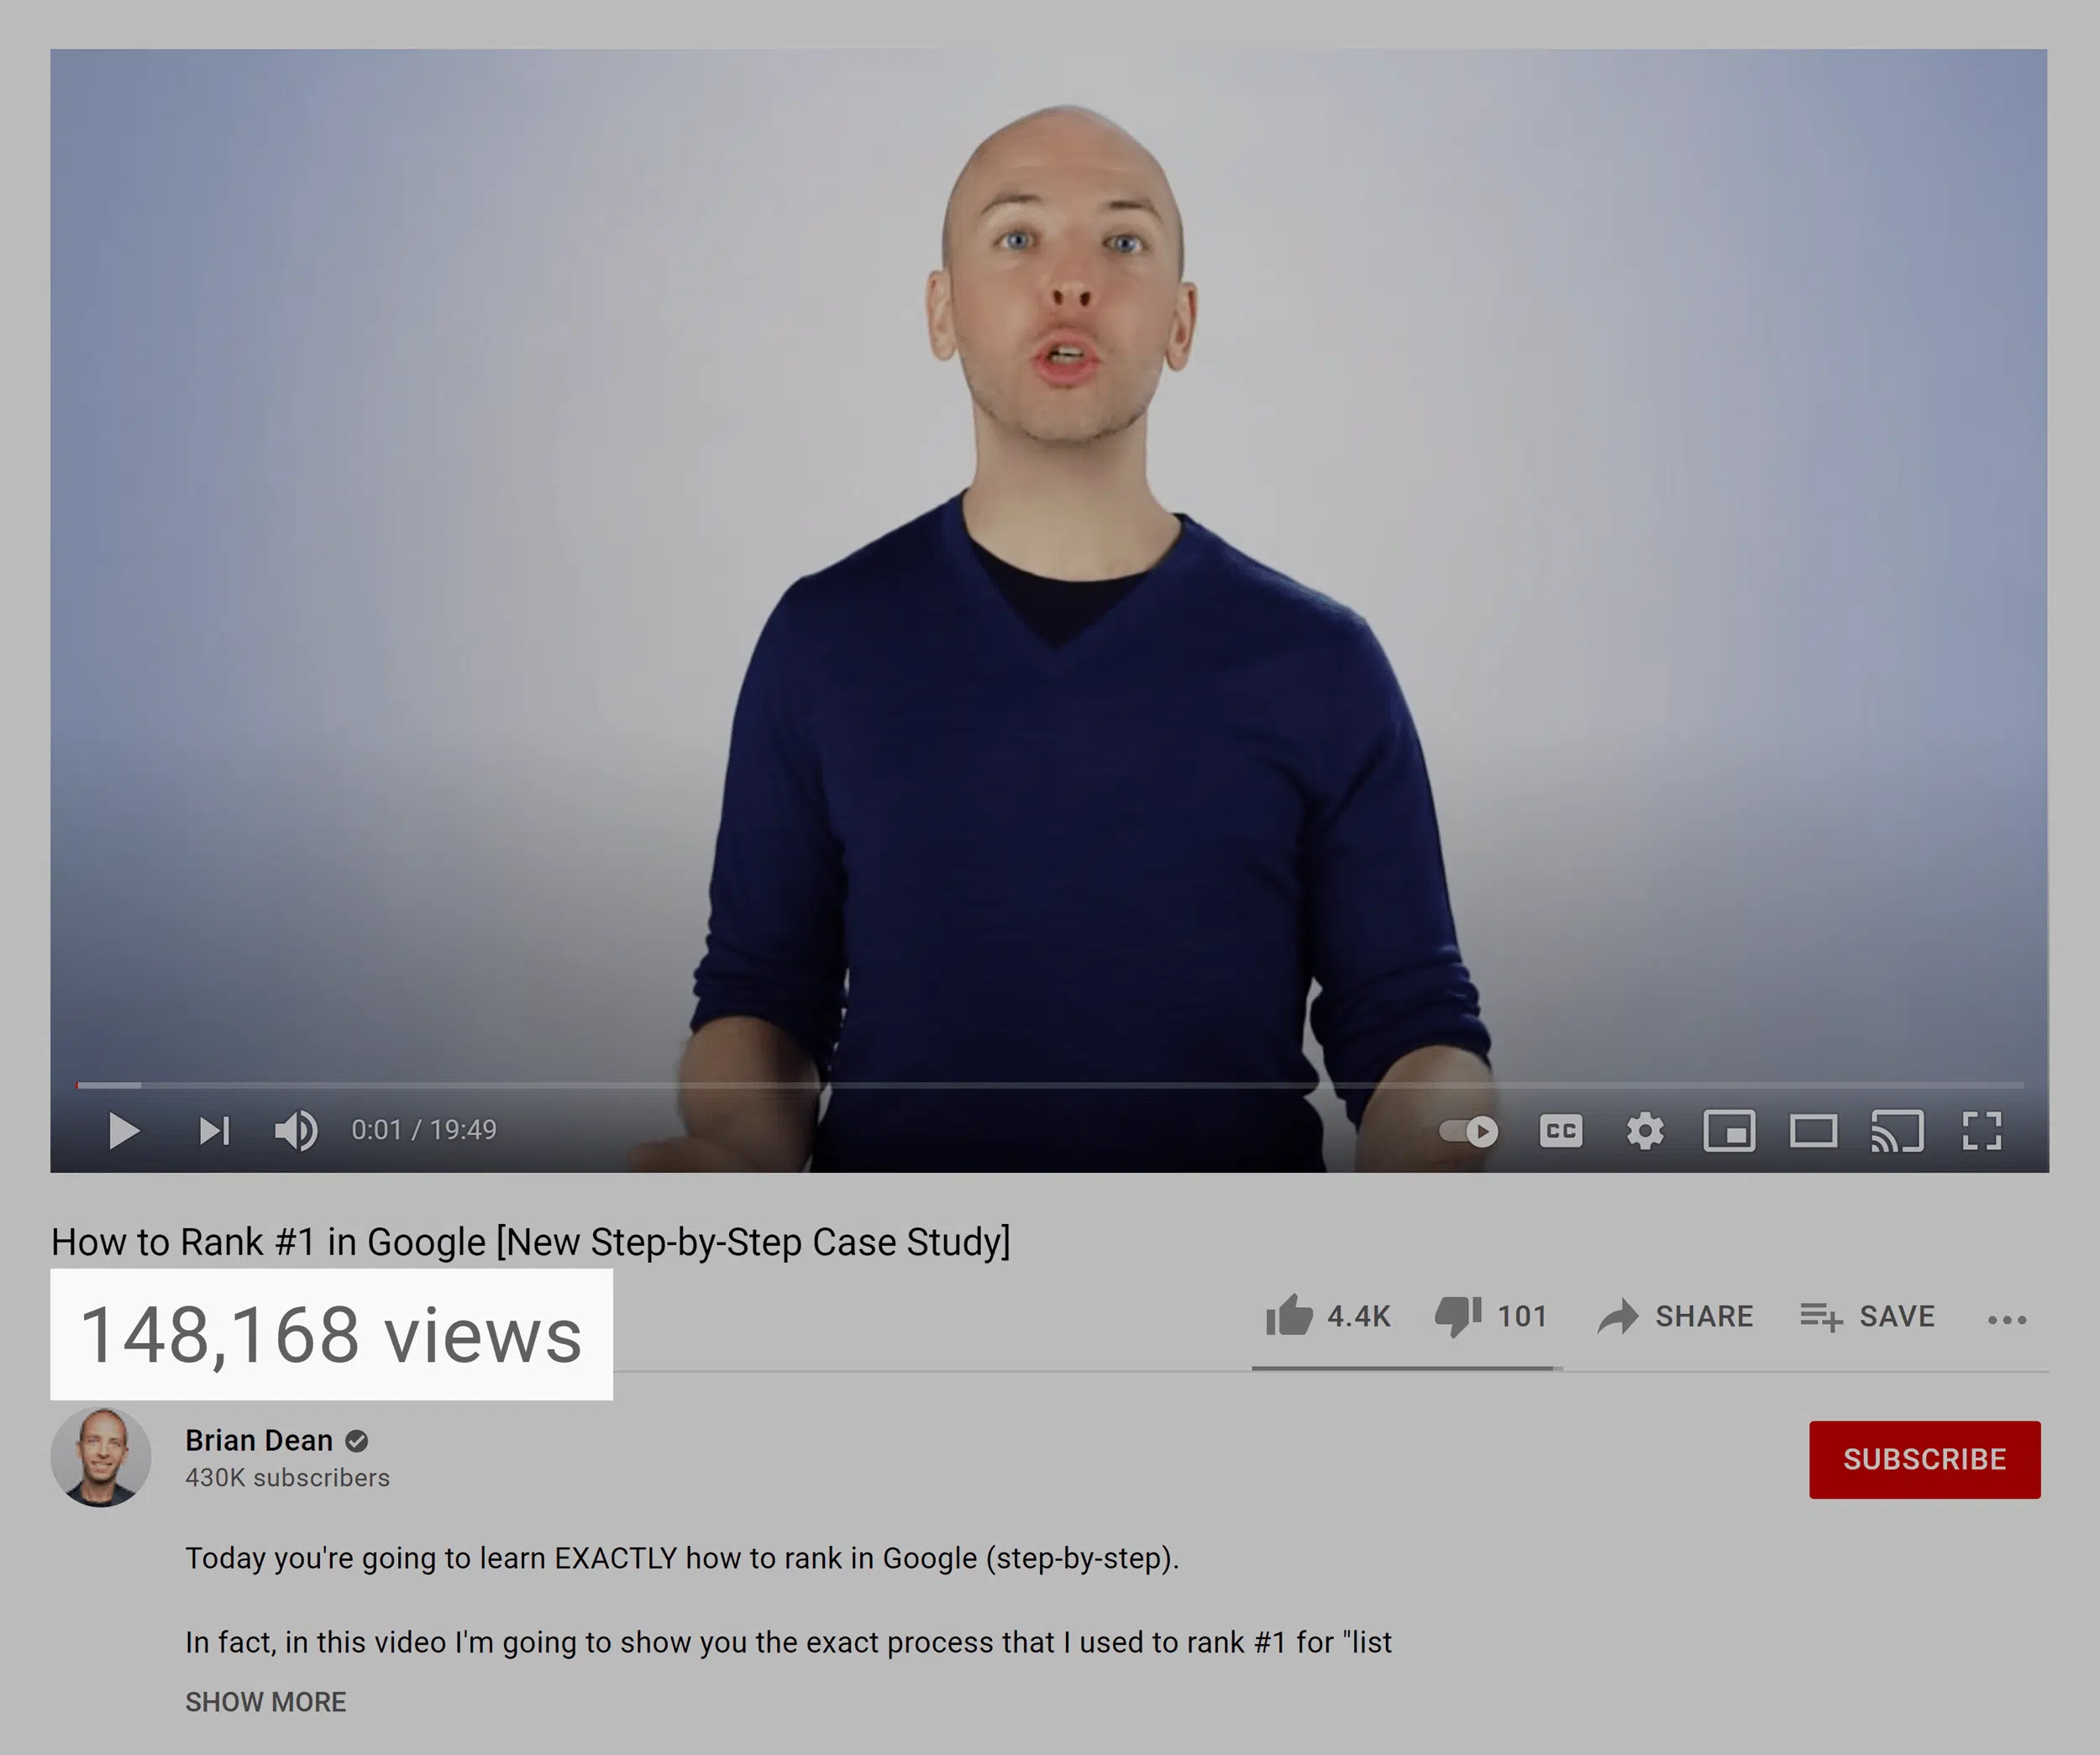 0:01 / 19:49
CC
How to Rank #1 in Google [New Step-by-Step Case Study]
148,168 views
4.4K 101 SHARE SAVE
Brian Dean
430K subscribers
SUBSCRIBE
Today you're going to learn EXACTLY how to rank in Google (step-by-step).
In fact, in this video I'm going to show you the exact process that I used to rank #1 for "list
SHOW MORE